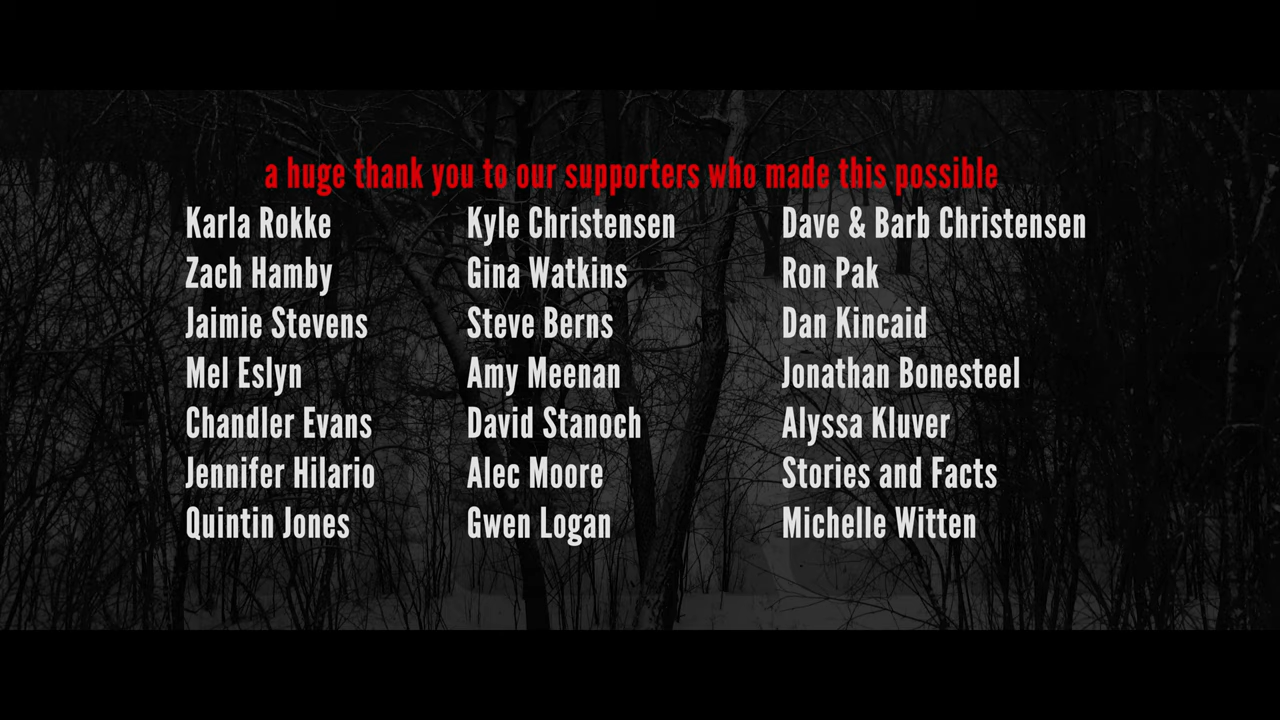 a huge thank you to our supporters who made this possible
Karla Rokke
Zach Hamby
Jaimie Stevens
Mel Eslyn
Chandler Evans
Jennifer Hilario
Quintin Jones
Kyle Christensen
Gina Watkins
Steve Berns
Amy Meenan
David Stanoch
Alec Moore
Gwen Logan
Dave & Barb Christensen
Ron Pak
Dan Kincaid
Jonathan Bonesteel
Alyssa Kluver
Stories and Facts
Michelle Witten